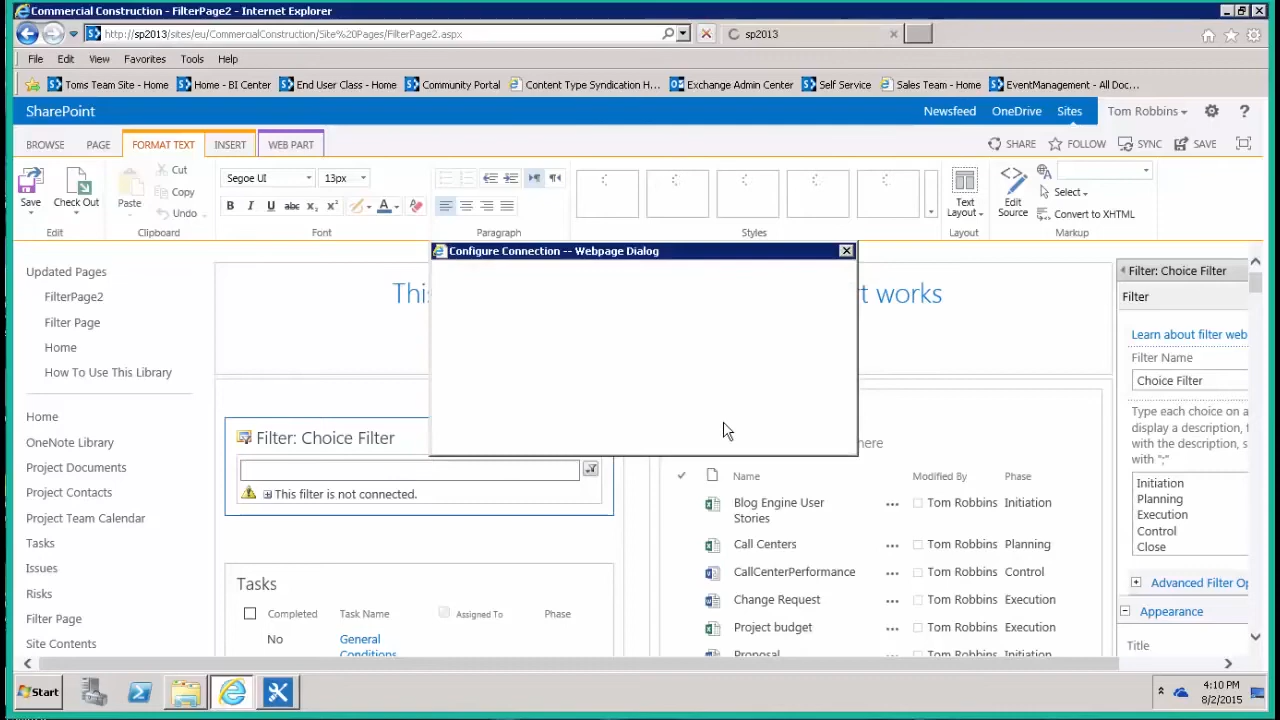 Commercial Construction - FilterPage2 - Internet Explorer
http://sp2013/sites/eu/CommercialConstruction/Site%20Pages/FilterPage2.aspx
sp2013
File Edit View Favorites Tools Help
Toms Team Site - Home Home - BI Center End User Class - Home Community Portal Content Type Syndication H... Exchange Admin Center Self Service Sales Team - Home EventManagement - All Doc...
SharePoint
Newsfeed OneDrive Sites Tom Robbins ?
BROWSE PAGE FORMAT TEXT INSERT WEB PART
SHARE FOLLOW SYNC SAVE
Save
Check Out
Edit
Paste
Cut
Copy
Undo
Clipboard
Segoe UI 13px
B I U abc x₂ x²
A
Font
Paragraph
Styles
Text
Layout
Layout
Edit
Source
Select
Convert to XHTML
Markup
Configure Connection -- Webpage Dialog
Updated Pages
FilterPage2
Filter Page
Home
How To Use This Library
Home
OneNote Library
Project Documents
Project Contacts
Project Team Calendar
Tasks
Issues
Risks
Filter Page
Site Contents
Thi
t works
Filter: Choice Filter
This filter is not connected.
Tasks
Completed Task Name Assigned To Phase
No General
Conditions
here
Name Modified By Phase
Blog Engine User
Stories ... Tom Robbins Initiation
Call Centers ... Tom Robbins Planning
CallCenterPerformance ... Tom Robbins Control
Change Request ... Tom Robbins Execution
Project budget ... Tom Robbins Execution
Proposal ... Tom Robbins Initiation
Filter: Choice Filter
Filter
Learn about filter web
Filter Name
Choice Filter
Type each choice on a
display a description, f
with the description, s
with ";"
Initiation
Planning
Execution
Control
Close
Advanced Filter Op
Appearance
Title
Start
4:10 PM
8/2/2015